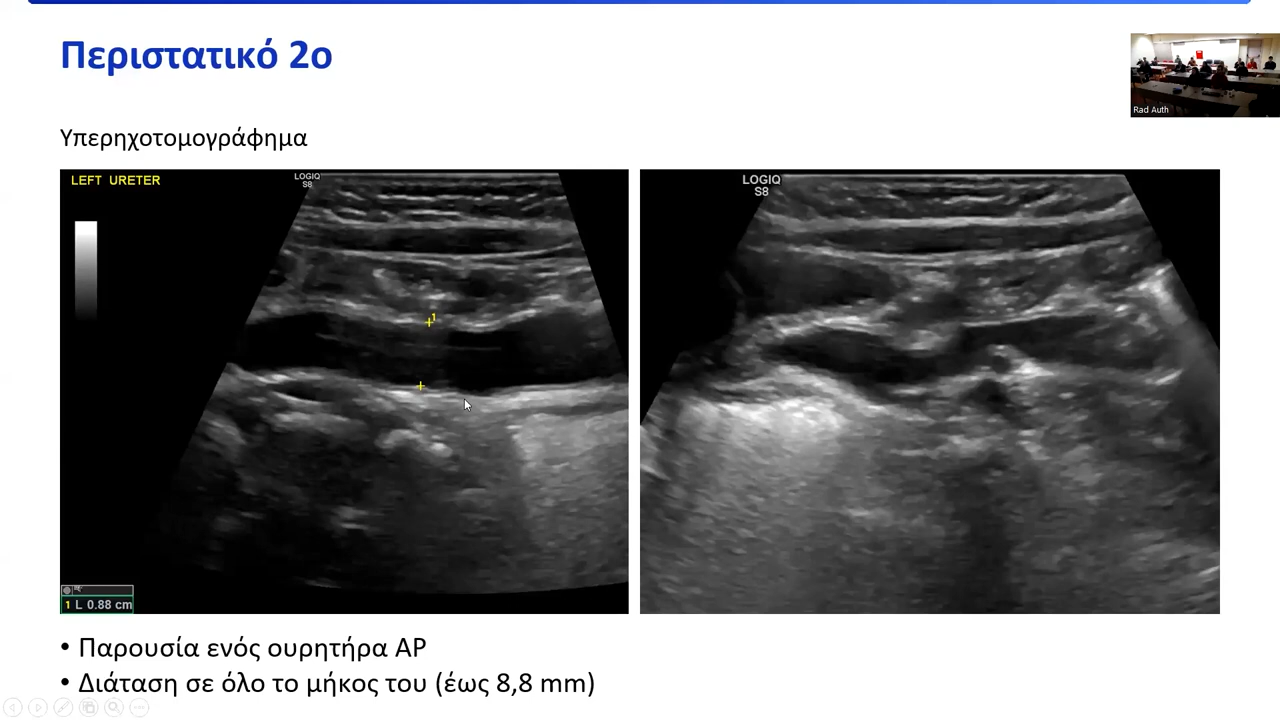 Περιστατικό 2ο
Rad Auth
Υπερηχοτομογράφημα
LEFT URETER
LOGIQ
S8
LOGIQ
S8
1
1 L 0.88 cm
• Παρουσία ενός ουρητήρα ΑΡ
• Διάταση σε όλο το μήκος του (έως 8,8 mm)